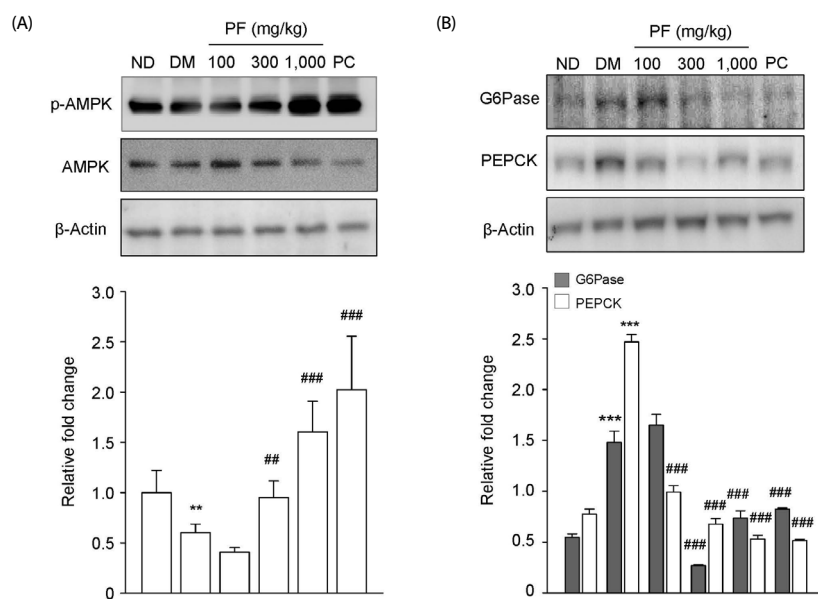 (A)
PF (mg/kg)
ND DM 100 300 1,000 PC
p-AMPK
AMPK
β-Actin
3.0
2.5
2.0
1.5
1.0
0.5
0
Relative fold change
**
##
###
###
(B)
PF (mg/kg)
ND DM 100 300 1,000 PC
G6Pase
PEPCK
β-Actin
G6Pase
PEPCK
3.0
2.5
2.0
1.5
1.0
0.5
0
Relative fold change
***
***
###
###
###
###
###
###
###